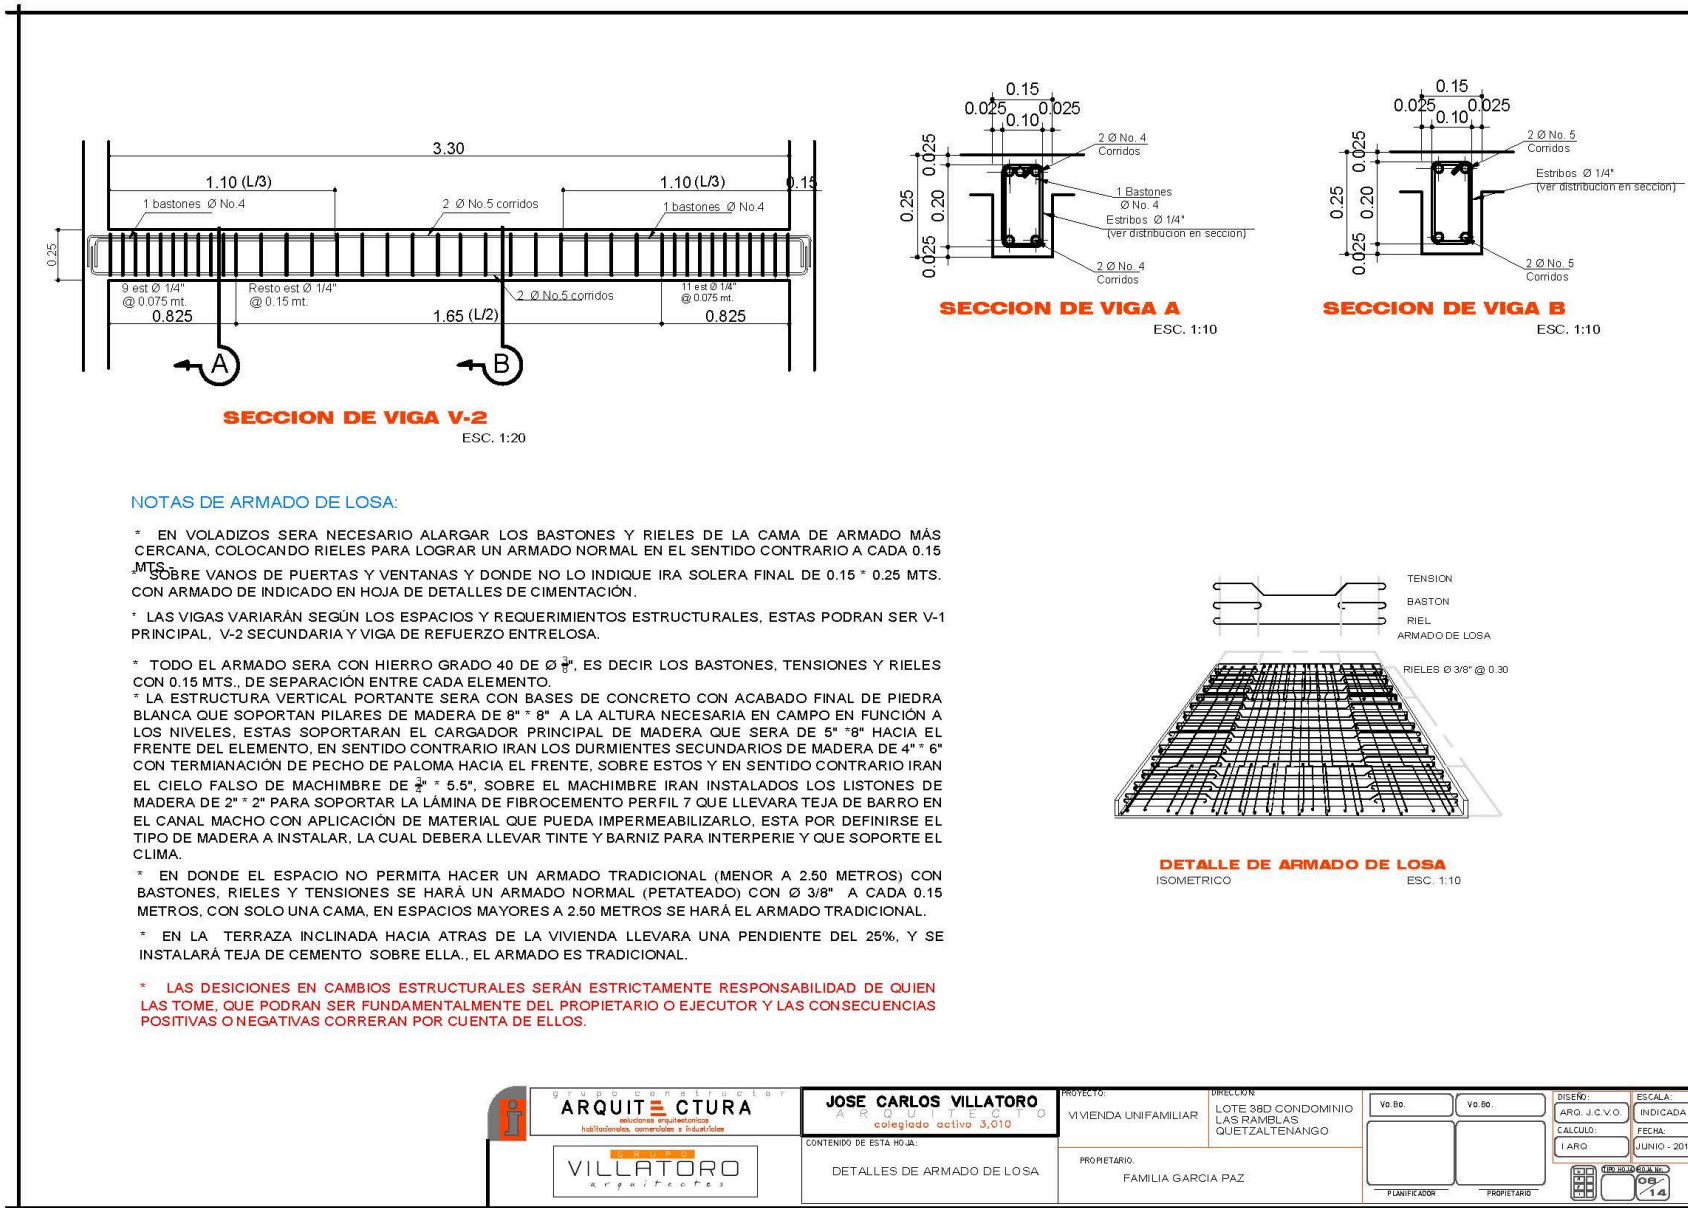 3.30
1.10 (L/3)
1.10 (L/3)
0.15
1 bastones Ø No.4
2 Ø No.5 corridos
1 bastones Ø No.4
0.25
9 est Ø 1/4"
@ 0.075 mt.
Resto est Ø 1/4"
@ 0.15 mt.
2 Ø No.5 corridos
11 est Ø 1/4"
@ 0.075 mt.
0.825
1.65 (L/2)
0.825
A
B
SECCION DE VIGA V-2
ESC. 1:20
0.15
0.025
0.025
0.10
0.025
0.25
0.20
0.025
2 Ø No. 4
Corridos
1 Bastones
Ø No. 4
Estribos Ø 1/4"
(ver distribucion en seccion)
2 Ø No. 4
Corridos
SECCION DE VIGA A
ESC. 1:10
0.15
0.025
0.025
0.10
0.025
0.25
0.20
0.025
2 Ø No. 5
Corridos
Estribos Ø 1/4"
(ver distribucion en seccion)
2 Ø No. 5
Corridos
SECCION DE VIGA B
ESC. 1:10
NOTAS DE ARMADO DE LOSA:
* EN VOLADIZOS SERA NECESARIO ALARGAR LOS BASTONES Y RIELES DE LA CAMA DE ARMADO MÁS
CERCANA, COLOCANDO RIELES PARA LOGRAR UN ARMADO NORMAL EN EL SENTIDO CONTRARIO A CADA 0.15
MTS.-
* SOBRE VANOS DE PUERTAS Y VENTANAS Y DONDE NO LO INDIQUE IRA SOLERA FINAL DE 0.15 * 0.25 MTS.
CON ARMADO DE INDICADO EN HOJA DE DETALLES DE CIMENTACIÓN.
* LAS VIGAS VARIARÁN SEGÚN LOS ESPACIOS Y REQUERIMIENTOS ESTRUCTURALES, ESTAS PODRAN SER V-1
PRINCIPAL, V-2 SECUNDARIA Y VIGA DE REFUERZO ENTRELOSA.
* TODO EL ARMADO SERA CON HIERRO GRADO 40 DE Ø 3/8", ES DECIR LOS BASTONES, TENSIONES Y RIELES
CON 0.15 MTS., DE SEPARACIÓN ENTRE CADA ELEMENTO.
* LA ESTRUCTURA VERTICAL PORTANTE SERA CON BASES DE CONCRETO CON ACABADO FINAL DE PIEDRA
BLANCA QUE SOPORTAN PILARES DE MADERA DE 8" * 8" A LA ALTURA NECESARIA EN CAMPO EN FUNCIÓN A
LOS NIVELES, ESTAS SOPORTARAN EL CARGADOR PRINCIPAL DE MADERA QUE SERA DE 5" *8" HACIA EL
FRENTE DEL ELEMENTO, EN SENTIDO CONTRARIO IRAN LOS DURMIENTES SECUNDARIOS DE MADERA DE 4" * 6"
CON TERMIANACIÓN DE PECHO DE PALOMA HACIA EL FRENTE, SOBRE ESTOS Y EN SENTIDO CONTRARIO IRAN
EL CIELO FALSO DE MACHIMBRE DE 3/4" * 5.5", SOBRE EL MACHIMBRE IRAN INSTALADOS LOS LISTONES DE
MADERA DE 2" * 2" PARA SOPORTAR LA LÁMINA DE FIBROCEMENTO PERFIL 7 QUE LLEVARA TEJA DE BARRO EN
EL CANAL MACHO CON APLICACIÓN DE MATERIAL QUE PUEDA IMPERMEABILIZARLO, ESTA POR DEFINIRSE EL
TIPO DE MADERA A INSTALAR, LA CUAL DEBERA LLEVAR TINTE Y BARNIZ PARA INTERPERIE Y QUE SOPORTE EL
CLIMA.
* EN DONDE EL ESPACIO NO PERMITA HACER UN ARMADO TRADICIONAL (MENOR A 2.50 METROS) CON
BASTONES, RIELES Y TENSIONES SE HARÁ UN ARMADO NORMAL (PETATEADO) CON Ø 3/8" A CADA 0.15
METROS, CON SOLO UNA CAMA, EN ESPACIOS MAYORES A 2.50 METROS SE HARÁ EL ARMADO TRADICIONAL.
* EN LA TERRAZA INCLINADA HACIA ATRAS DE LA VIVIENDA LLEVARA UNA PENDIENTE DEL 25%, Y SE
INSTALARÁ TEJA DE CEMENTO SOBRE ELLA., EL ARMADO ES TRADICIONAL.
* LAS DESICIONES EN CAMBIOS ESTRUCTURALES SERÁN ESTRICTAMENTE RESPONSABILIDAD DE QUIEN
LAS TOME, QUE PODRAN SER FUNDAMENTALMENTE DEL PROPIETARIO O EJECUTOR Y LAS CONSECUENCIAS
POSITIVAS O NEGATIVAS CORRERAN POR CUENTA DE ELLOS.
TENSION
BASTON
RIEL
ARMADO DE LOSA
RIELES Ø 3/8" @ 0.30
DETALLE DE ARMADO DE LOSA
ISOMETRICO
ESC. 1:10
grupo constructor
ARQUITECTURA
soluciones arquitectonicas
habitacionales, comerciales e industriales
GRUPO
VILLATORO
arquitectos
JOSE CARLOS VILLATORO
ARQUITECTO
colegiado activo 3,010
CONTENIDO DE ESTA HOJA:
DETALLES DE ARMADO DE LOSA
PROYECTO:
VIVIENDA UNIFAMILIAR
DIRECCION:
LOTE 38D CONDOMINIO
LAS RAMBLAS
QUETZALTENANGO
PROPIETARIO:
FAMILIA GARCIA PAZ
Vo.Bo.
Vo.Bo.
PLANIFICADOR
PROPIETARIO
DISEÑO:
ARQ. J.C.V.O.
ESCALA:
INDICADA
CALCULO:
I ARQ
FECHA:
JUNIO - 201
TIPO HOJA
HOJA No:
08/14